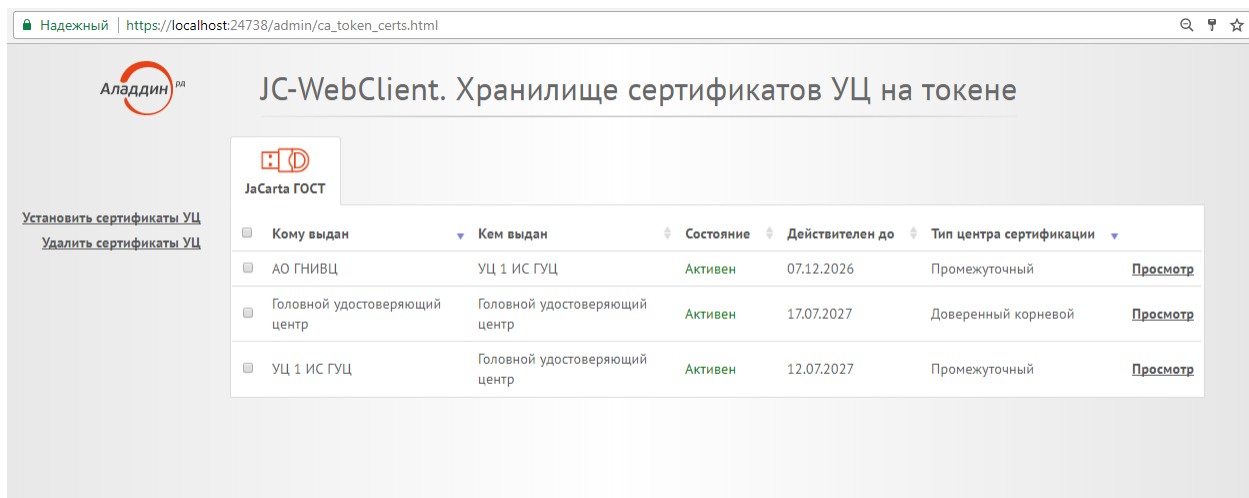 Надежный | https://localhost:24738/admin/ca_token_certs.html
Аладдин РД
JC-WebClient. Хранилище сертификатов УЦ на токене
JaCarta ГОСТ
Установить сертификаты УЦ
Удалить сертификаты УЦ
Кому выдан Кем выдан Состояние Действителен до Тип центра сертификации
АО ГНИВЦ УЦ 1 ИС ГУЦ Активен 07.12.2026 Промежуточный Просмотр
Головной удостоверяющий центр Головной удостоверяющий центр Активен 17.07.2027 Доверенный корневой Просмотр
УЦ 1 ИС ГУЦ Головной удостоверяющий центр Активен 12.07.2027 Промежуточный Просмотр